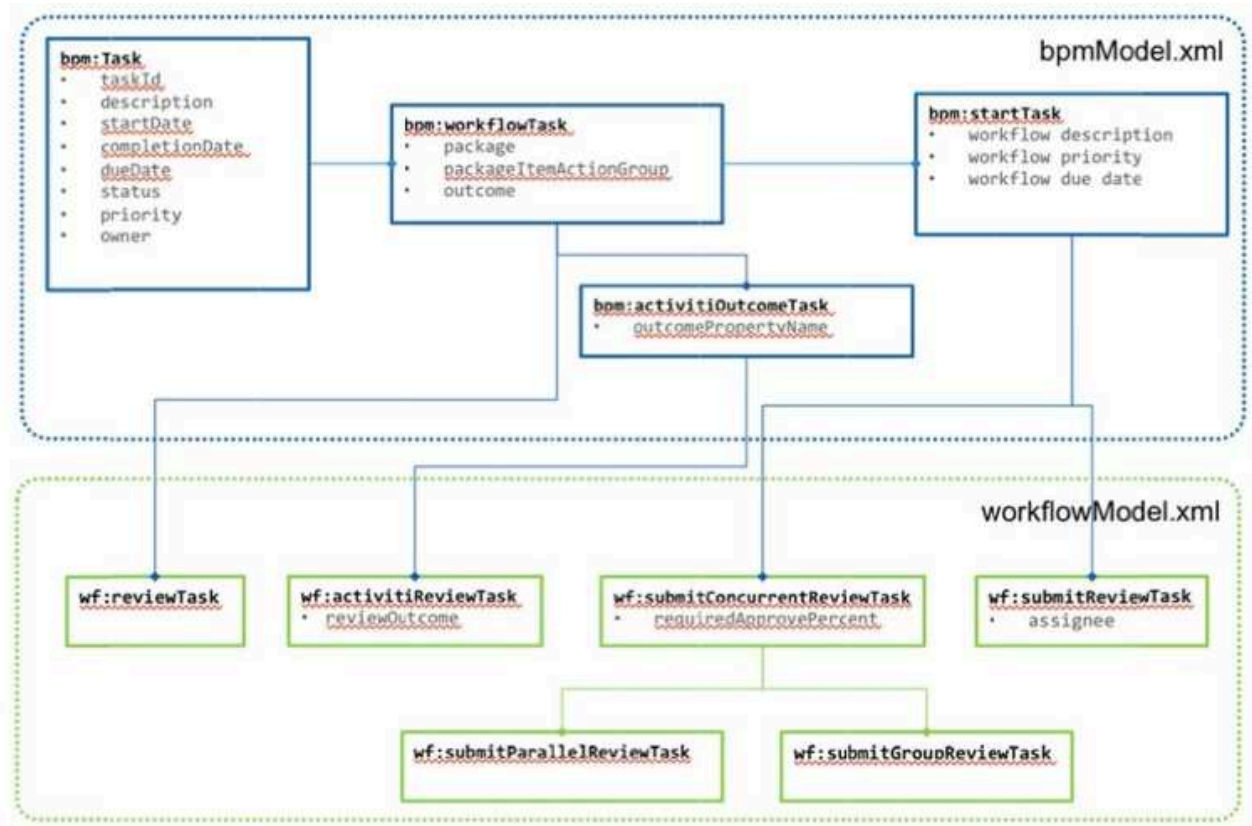 bpmModel.xml
bpm:Task
• taskId
• description
• startDate
• completionDate
• dueDate
• status
• priority
• owner
bpm:workflowTask
• package
• packageItemActionGroup
• outcome
bpm:startTask
• workflow description
• workflow priority
• workflow due date
bpm:activitiOutcomeTask
• outcomePropertyName
workflowModel.xml
wf:reviewTask
wf:activitiReviewTask
• reviewOutcome
wf:submitConcurrentReviewTask
• requiredApprovePercent
wf:submitReviewTask
• assignee
wf:submitParallelReviewTask
wf:submitGroupReviewTask